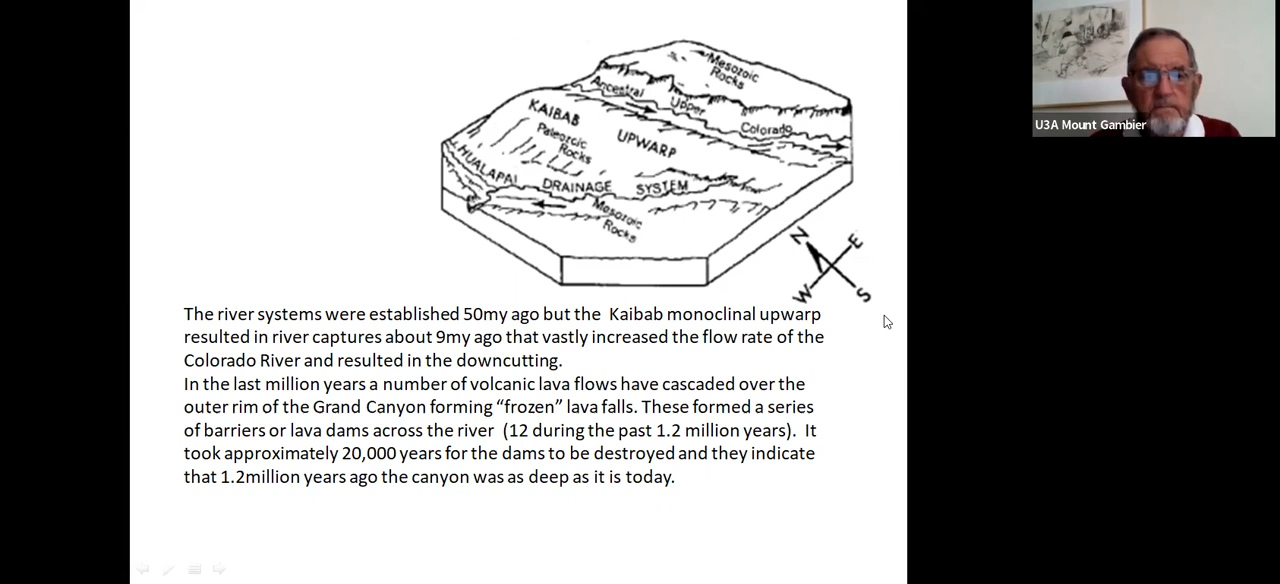 Mesozoic
Rocks
Ancestral Upper Colorado
KAIBAB UPWARP
Paleozoic
Rocks
HUALAPAI DRAINAGE SYSTEM
Mesozoic
Rocks
N E
W S
The river systems were established 50my ago but the Kaibab monoclinal upwarp
resulted in river captures about 9my ago that vastly increased the flow rate of the
Colorado River and resulted in the downcutting.
In the last million years a number of volcanic lava flows have cascaded over the
outer rim of the Grand Canyon forming “frozen” lava falls. These formed a series
of barriers or lava dams across the river (12 during the past 1.2 million years). It
took approximately 20,000 years for the dams to be destroyed and they indicate
that 1.2million years ago the canyon was as deep as it is today.
U3A Mount Gambier